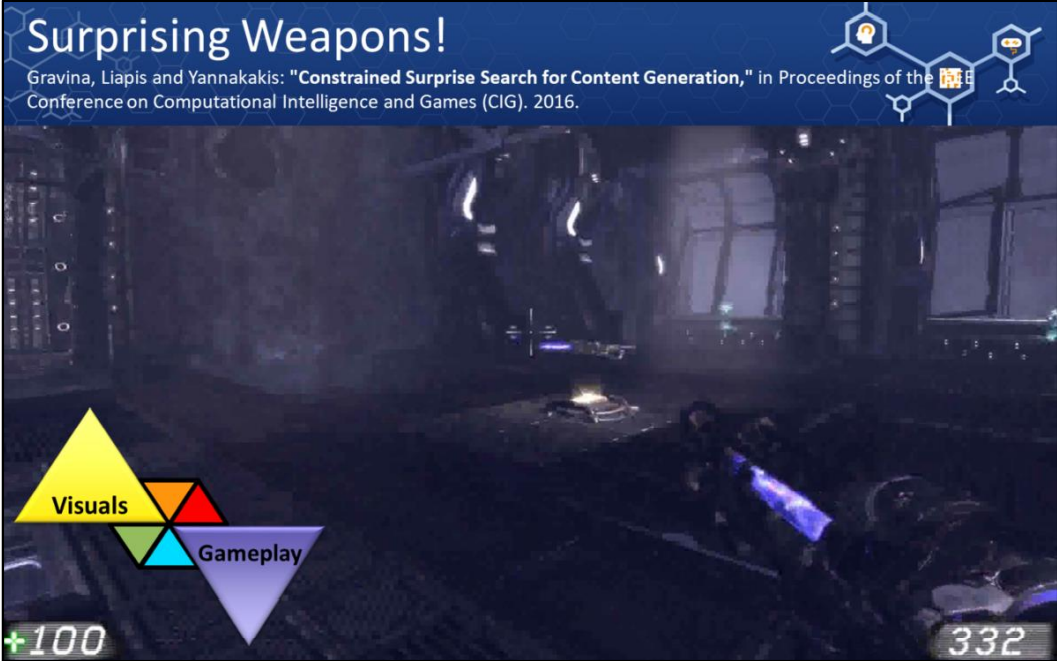 Surprising Weapons!
Gravina, Liapis and Yannakakis: "Constrained Surprise Search for Content Generation," in Proceedings of the IEEE
Conference on Computational Intelligence and Games (CIG). 2016.
Visuals
Gameplay
+100
332